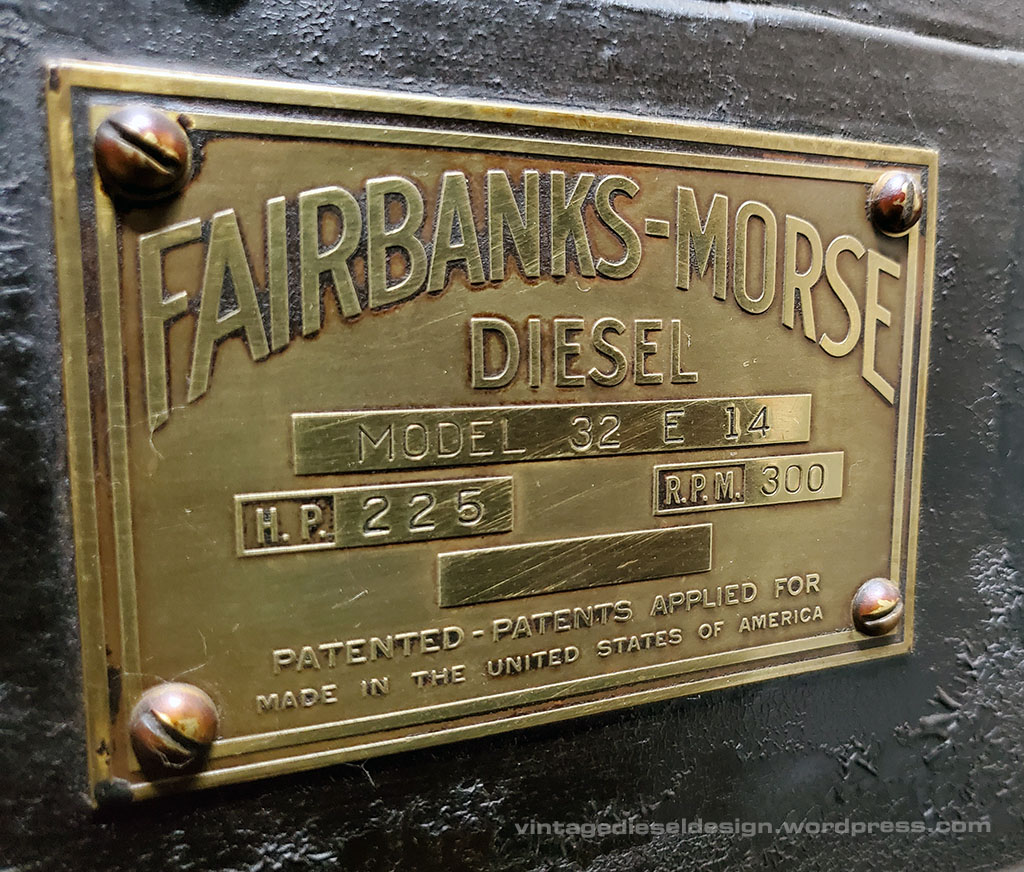 FAIRBANKS-MORSE
DIESEL
MODEL 32 E 14
H.P. 225
R.P.M. 300
PATENTED-PATENTS APPLIED FOR
MADE IN THE UNITED STATES OF AMERICA
vintagedieseldesign.wordpress.com